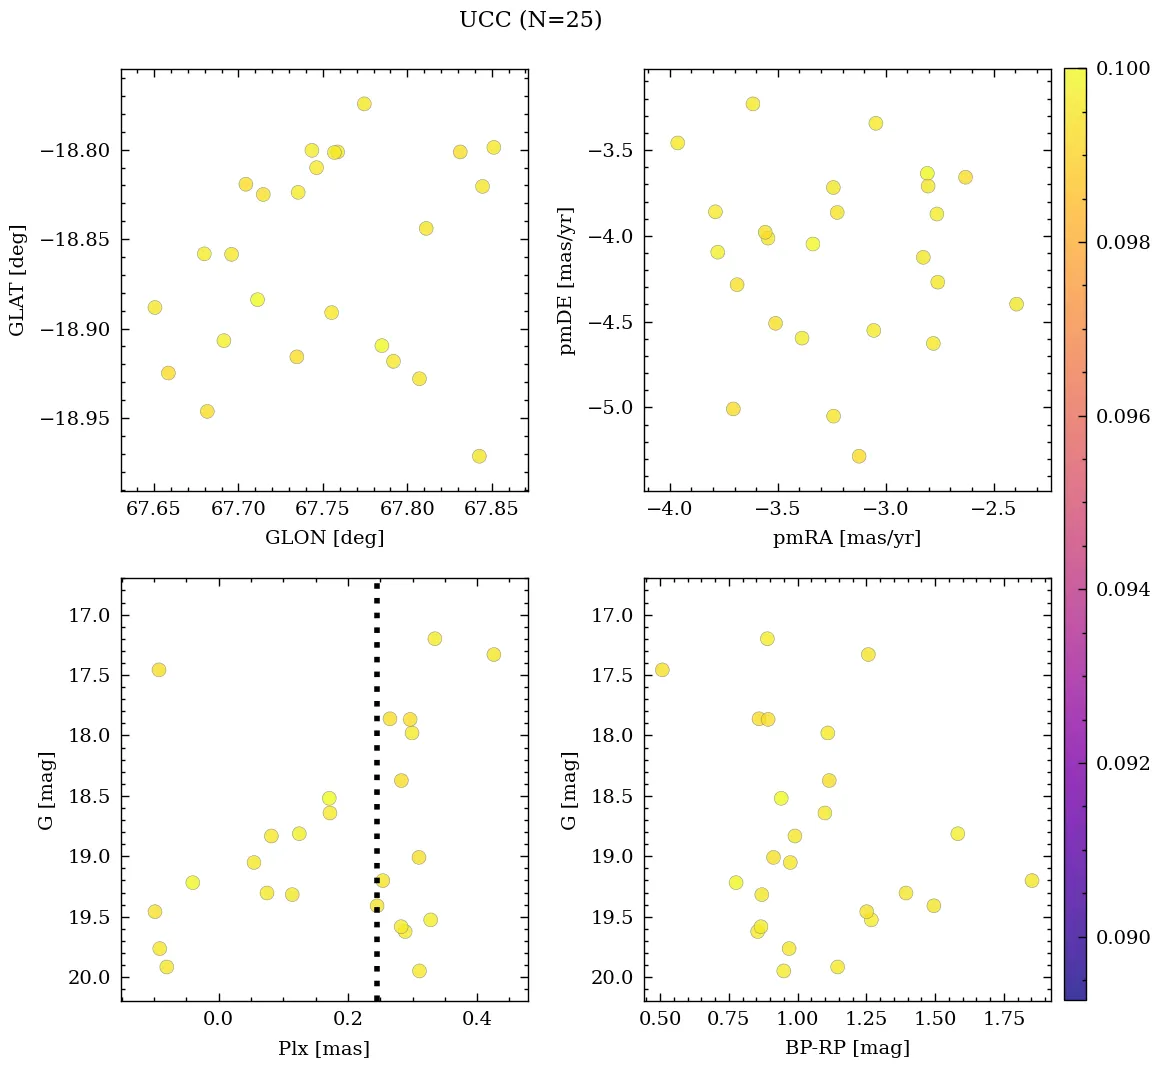 UCC (N=25)
−18.80
−18.85
−18.90
−18.95
GLAT [deg]
67.65 67.70 67.75 67.80 67.85
GLON [deg]
−3.5
−4.0
−4.5
−5.0
pmDE [mas/yr]
−4.0 −3.5 −3.0 −2.5
pmRA [mas/yr]
17.0
17.5
18.0
18.5
19.0
19.5
20.0
G [mag]
0.0 0.2 0.4
Plx [mas]
17.0
17.5
18.0
18.5
19.0
19.5
20.0
G [mag]
0.50 0.75 1.00 1.25 1.50 1.75
BP-RP [mag]
0.100
0.098
0.096
0.094
0.092
0.090